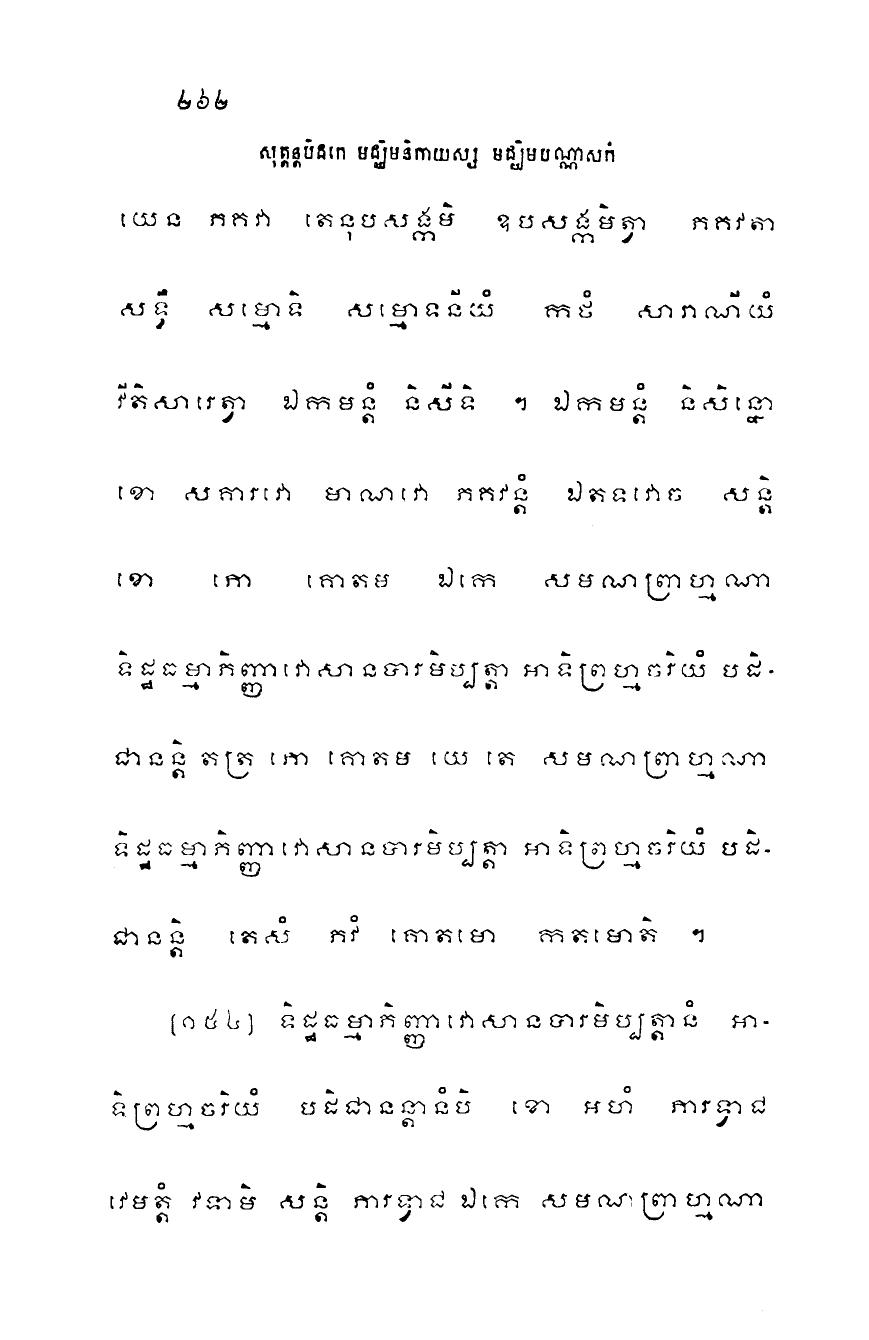 ២៦២
សុត្តន្តបិដកេ មជ្ឈិមនិកាយស្ស មជ្ឈិមបណ្ណាសកំ
យេន ភគវា តេនុបសង្កមិ ឧបសង្កមិត្វា ភគវតា
សទ្ធឹ សម្មោទិ សម្មោទនីយំ កថំ សារាណីយំ
វីតិសារេត្វា ឯកមន្តំ និសីទិ ។ ឯកមន្តំ និសិន្នោ
ខោ សគារវោ មាណវោ ភគវន្តំ ឯតទវោច សន្តិ
ខោ ភោ គោតម ឯកេ សមណព្រាហ្មណា
ទិដ្ឋធម្មាភិញ្ញាវោសានបារមិប្បត្តា អាទិព្រហ្មចរិយំ បដិ-
ជានន្តិ តត្រ ភោ គោតម យេ តេ សមណព្រាហ្មណា
ទិដ្ឋធម្មាភិញ្ញាវោសានបារមិប្បត្តា អាទិព្រហ្មចរិយំ បដិ-
ជានន្តិ តេសំ ភវំ គោតមោ កតមោតិ ។
[១៥៤] ទិដ្ឋធម្មាភិញ្ញាវោសានបារមិប្បត្តានំ អា-
ទិព្រហ្មចរិយំ បដិជានន្តានំបិ ខោ អហំ ភារទ្វាជ
វេមត្តំ វទាមិ សន្តិ ភារទ្វាជ ឯកេ សមណព្រាហ្មណា